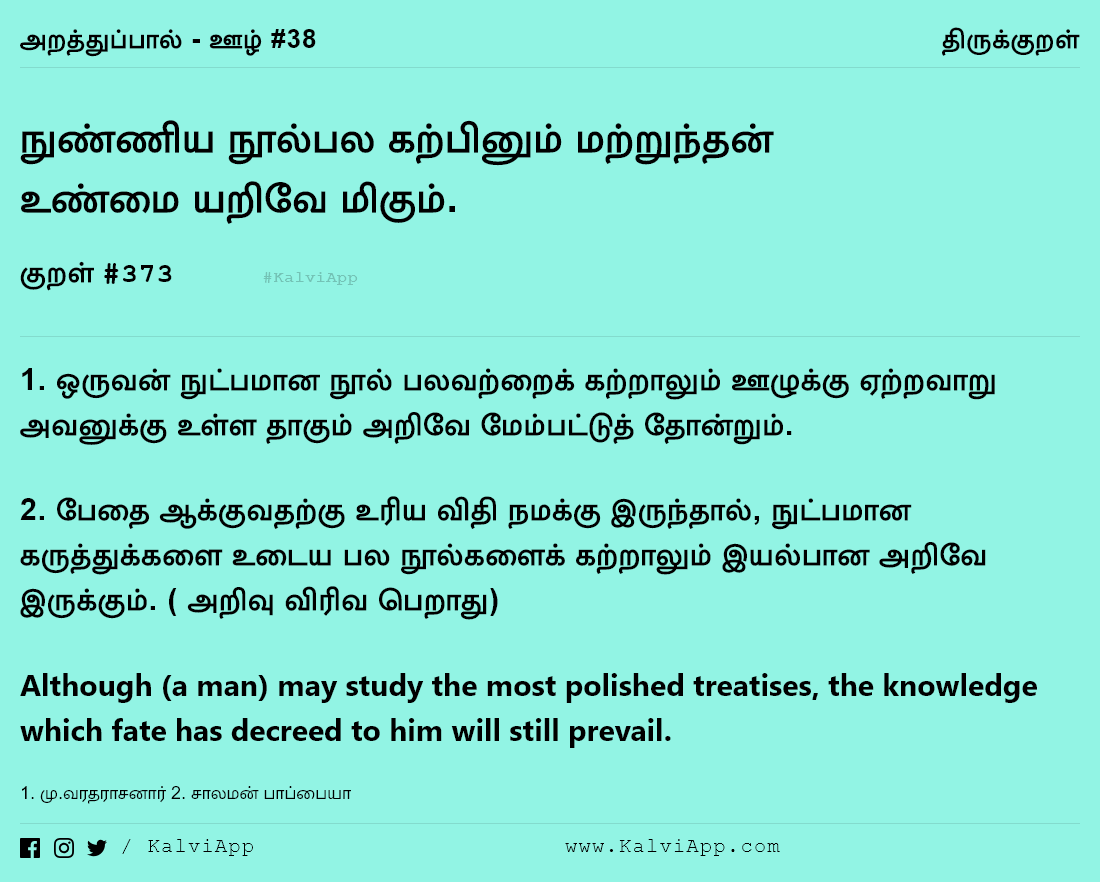 அறத்துப்பால் - ஊழ் #38
திருக்குறள்
நுண்ணிய நூல்பல கற்பினும் மற்றுந்தன்
உண்மை யறிவே மிகும்.
குறள் #373
#KalviApp
1. ஒருவன் நுட்பமான நூல் பலவற்றைக் கற்றாலும் ஊழுக்கு ஏற்றவாறு
அவனுக்கு உள்ள தாகும் அறிவே மேம்பட்டுத் தோன்றும்.
2. பேதை ஆக்குவதற்கு உரிய விதி நமக்கு இருந்தால், நுட்பமான
கருத்துக்களை உடைய பல நூல்களைக் கற்றாலும் இயல்பான அறிவே
இருக்கும். ( அறிவு விரிவ பெறாது)
Although (a man) may study the most polished treatises, the knowledge
which fate has decreed to him will still prevail.
1. மு.வரதராசனார் 2. சாலமன் பாப்பையா
/ KalviApp
www.KalviApp.com